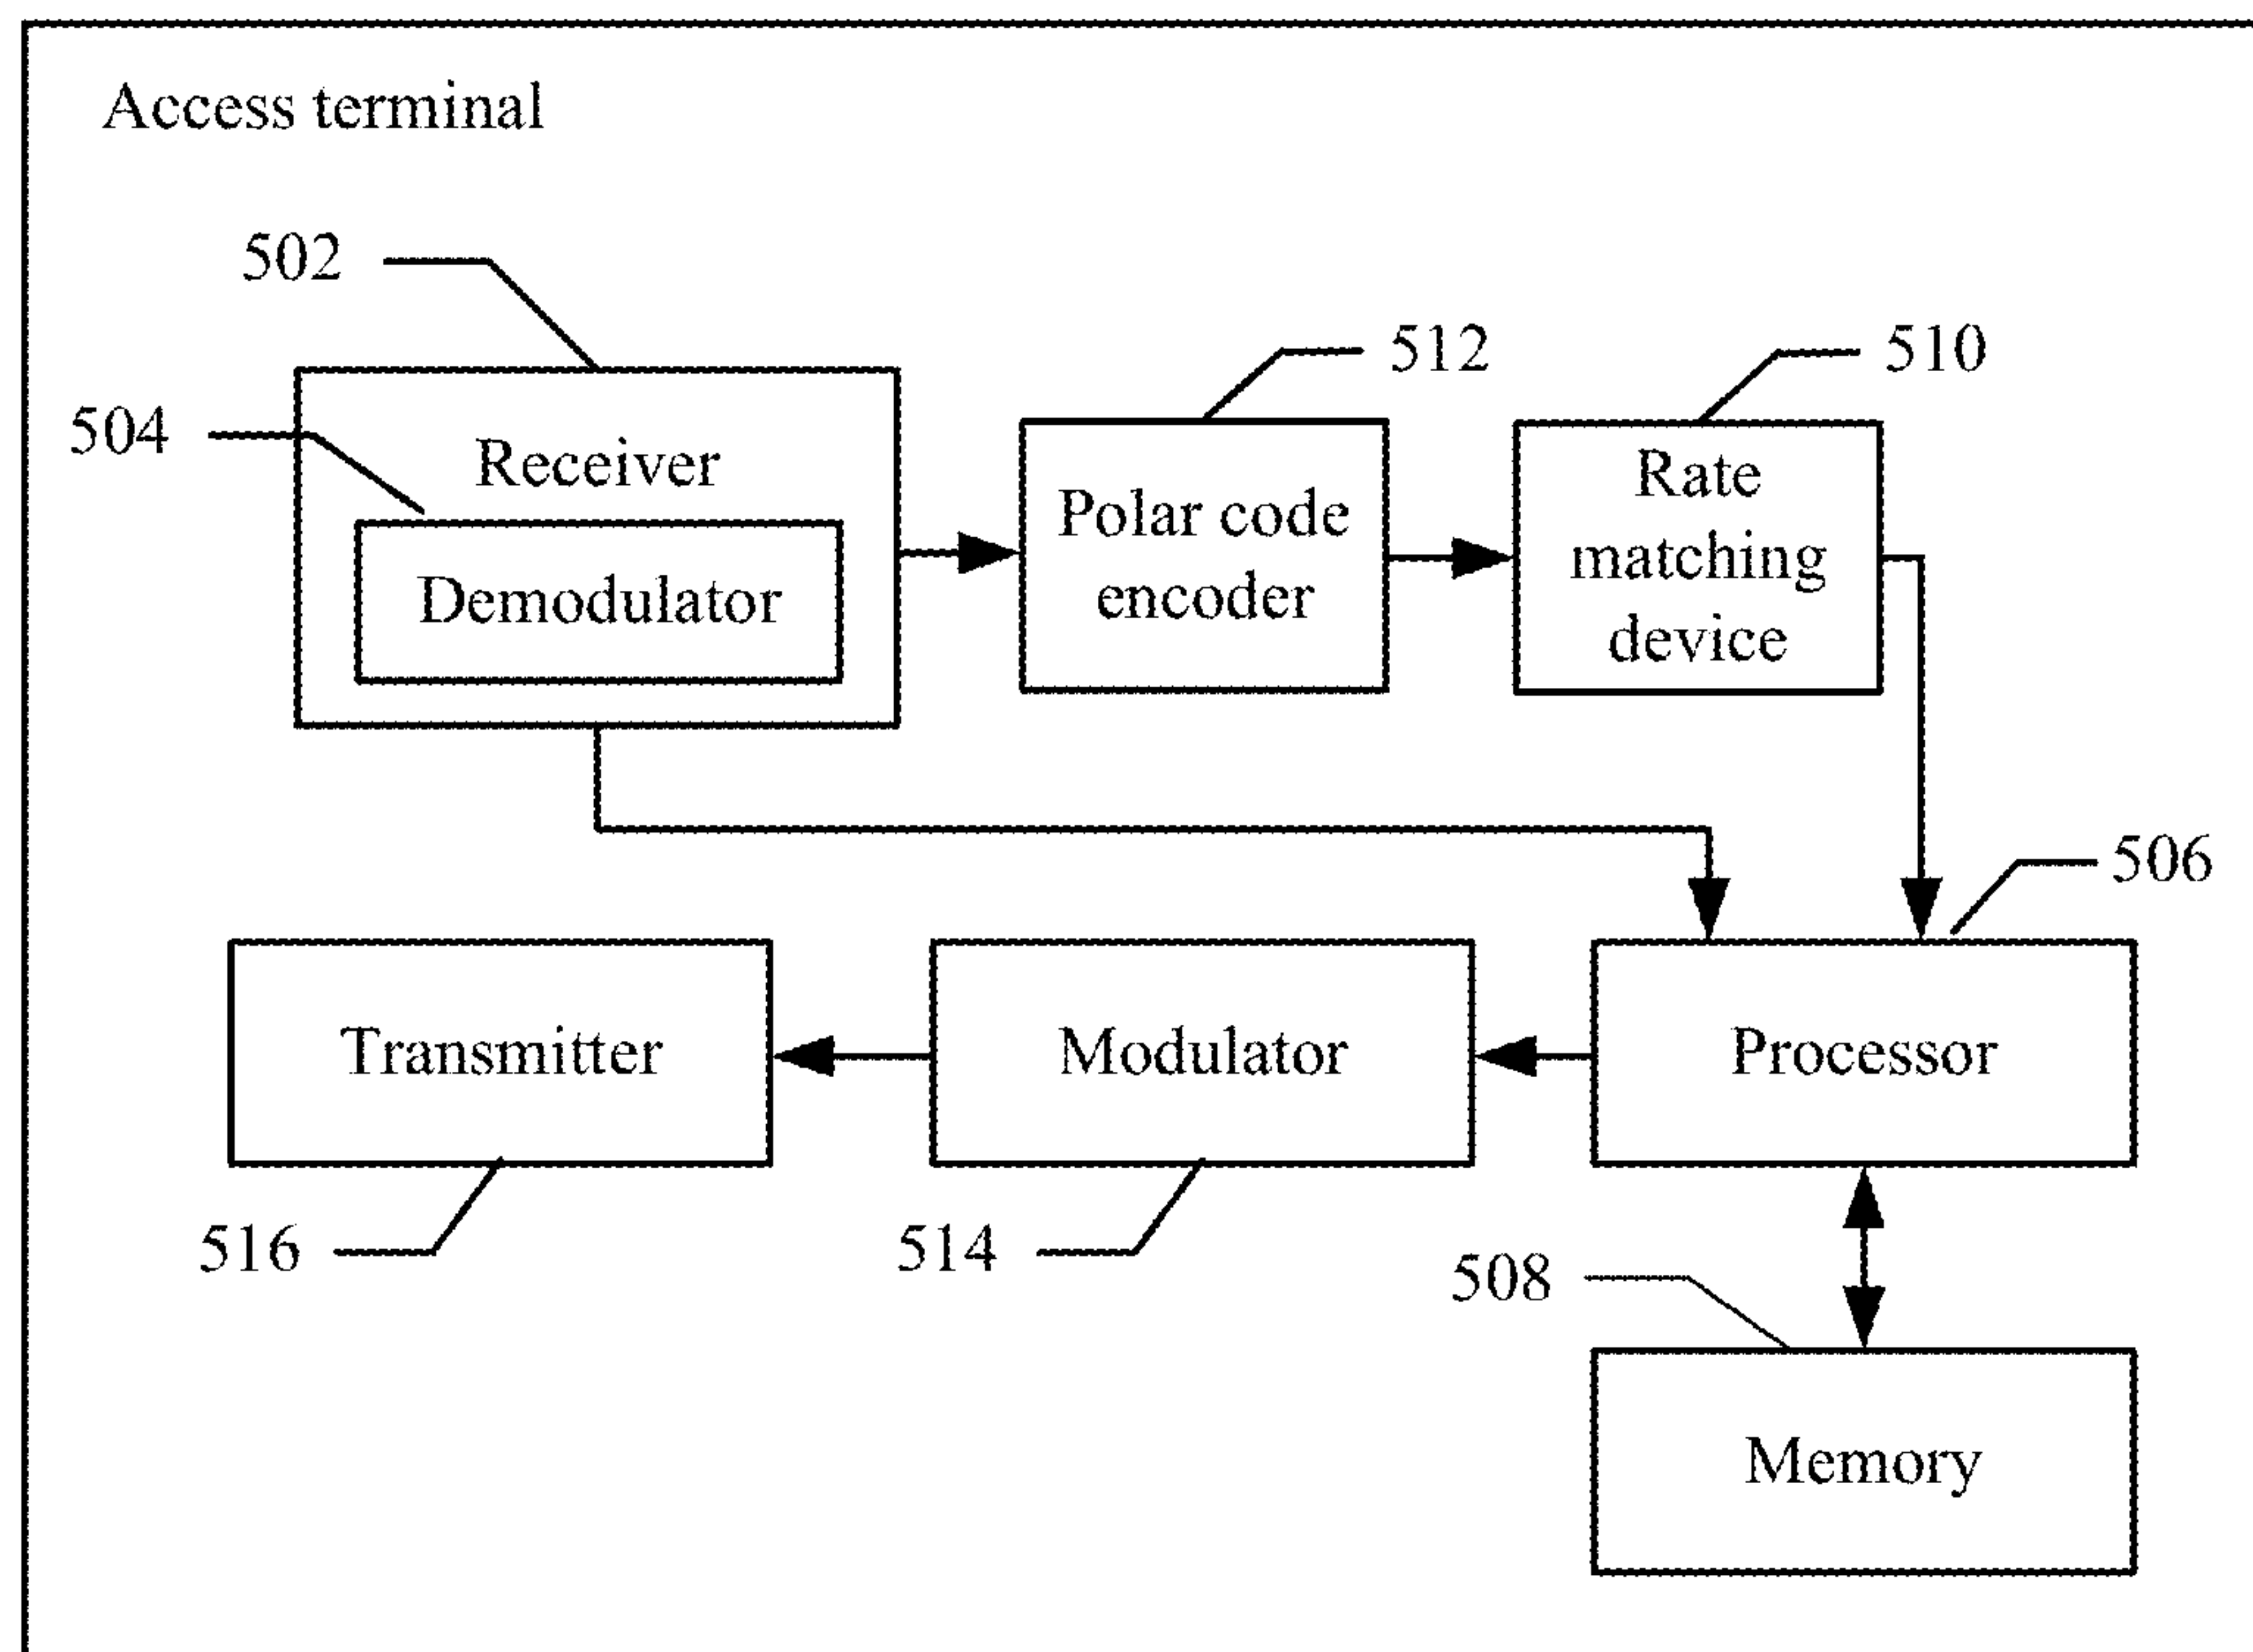 Access terminal
502
512
510
504
Receiver
Demodulator
Polar code
encoder
Rate
matching
device
506
Transmitter
Modulator
Processor
516
514
508
Memory